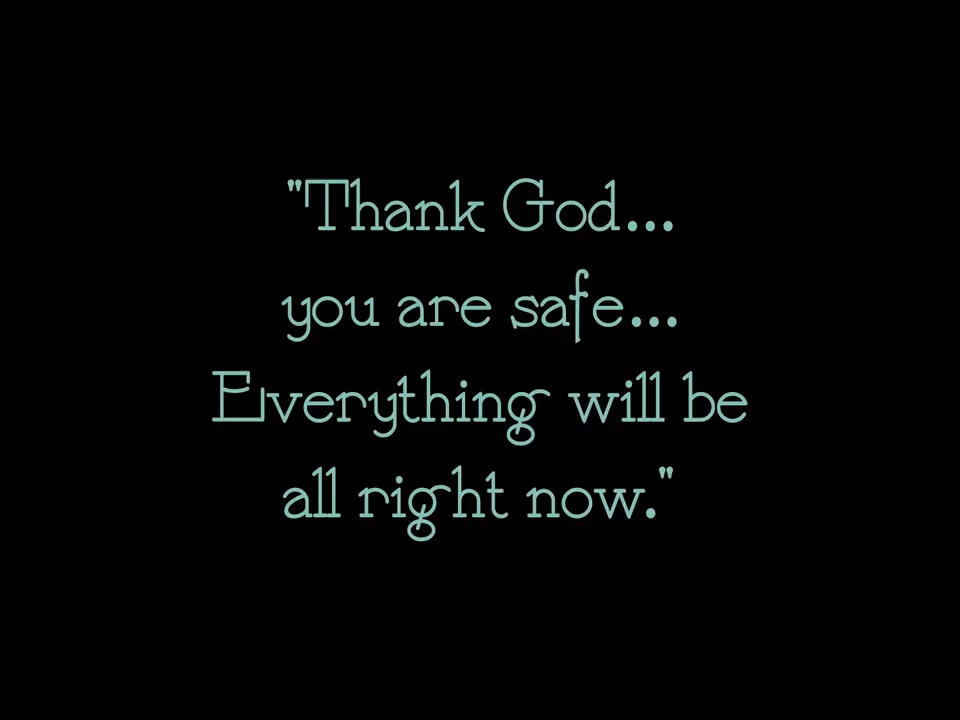 "Thank God...
you are safe...
Everything will be
all right now."